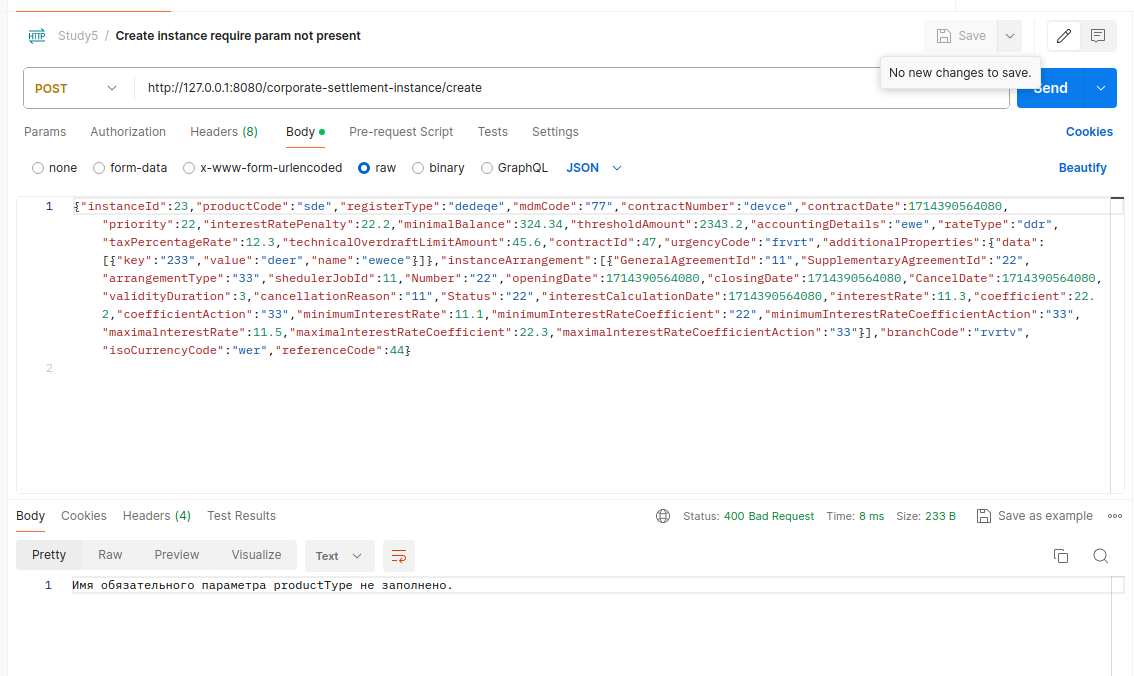 HTTP Study5 / Create instance require param not present Save
No new changes to save.
POST http://127.0.0.1:8080/corporate-settlement-instance/create Send
Params Authorization Headers (8) Body Pre-request Script Tests Settings Cookies
none form-data x-www-form-urlencoded raw binary GraphQL JSON Beautify
1 {"instanceId":23,"productCode":"sde","registerType":"dedeqe","mdmCode":"77","contractNumber":"devce","contractDate":1714390564080,
"priority":22,"interestRatePenalty":22.2,"minimalBalance":324.34,"thresholdAmount":2343.2,"accountingDetails":"ewe","rateType":"ddr",
"taxPercentageRate":12.3,"technicalOverdraftLimitAmount":45.6,"contractId":47,"urgencyCode":"frvrt","additionalProperties":{"data":
[{"key":"233","value":"deer","name":"ewece"}]},"instanceArrangement":[{"GeneralAgreementId":"11","SupplementaryAgreementId":"22",
"arrangementType":"33","shedulerJobId":11,"Number":"22","openingDate":1714390564080,"closingDate":1714390564080,"CancelDate":1714390564080,
"validityDuration":3,"cancellationReason":"11","Status":"22","interestCalculationDate":1714390564080,"interestRate":11.3,"coefficient":22.
2,"coefficientAction":"33","minimumInterestRate":11.1,"minimumInterestRateCoefficient":"22","minimumInterestRateCoefficientAction":"33",
"maximalnterestRate":11.5,"maximalnterestRateCoefficient":22.3,"maximalnterestRateCoefficientAction":"33"}],"branchCode":"rvrtv",
"isoCurrencyCode":"wer","referenceCode":44}
2
Body Cookies Headers (4) Test Results Status: 400 Bad Request Time: 8 ms Size: 233 B Save as example
Pretty Raw Preview Visualize Text
1 Имя обязательного параметра productType не заполнено.